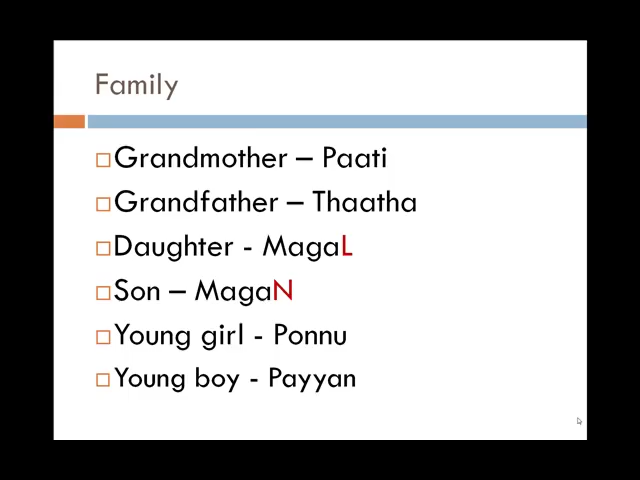 Family
Grandmother – Paati
Grandfather – Thaatha
Daughter - MagaL
Son – MagaN
Young girl - Ponnu
Young boy - Payyan